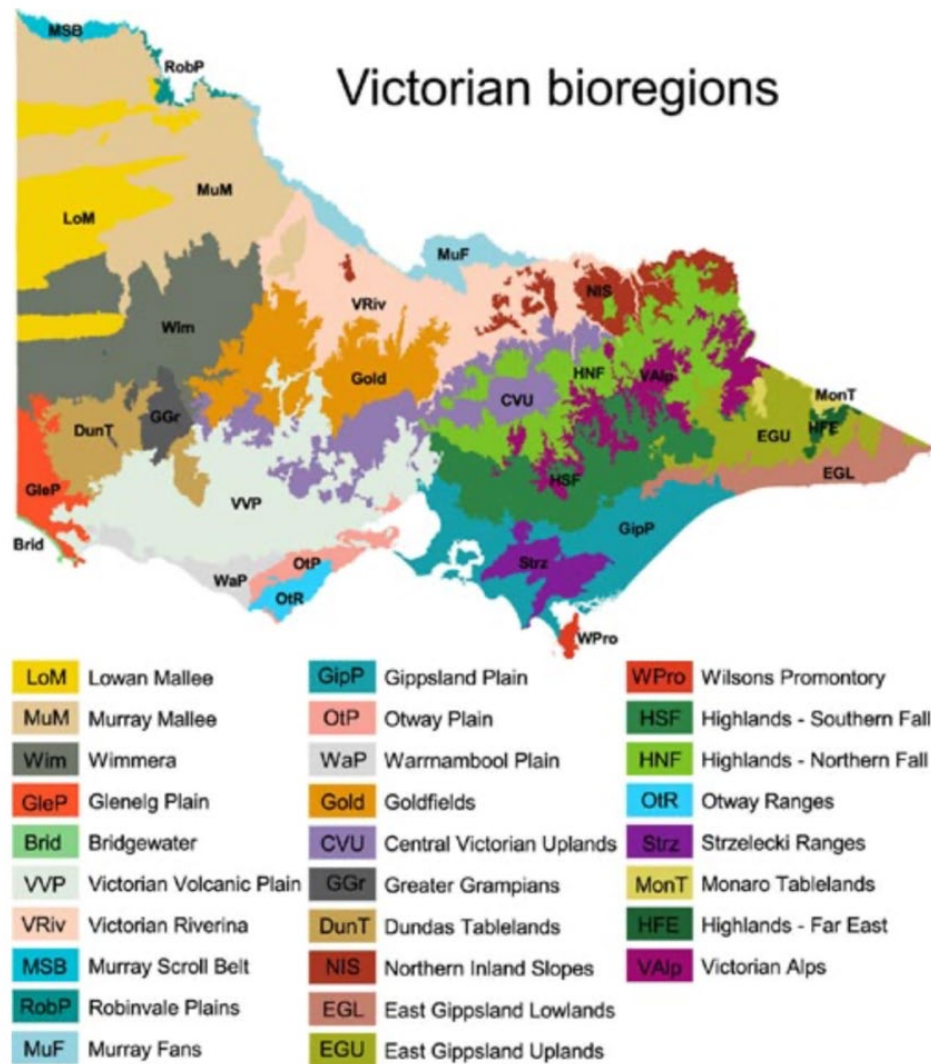 Victorian bioregions
MSB
RobP
MuM
LoM
MuF
NIS
VRiv
Wim
Gold
HNF
VAlp
CVU
MonT
GGr
DunT
HFE
EGU
HSF
EGL
GleP
VVP
GipP
Brid
OtP
Strz
WaP
OtR
WPro
LoM Lowan Mallee
MuM Murray Mallee
Wim Wimmera
GleP Glenelg Plain
Brid Bridgewater
VVP Victorian Volcanic Plain
VRiv Victorian Riverina
MSB Murray Scroll Belt
RobP Robinvale Plains
MuF Murray Fans
GipP Gippsland Plain
OtP Otway Plain
WaP Warrnambool Plain
Gold Goldfields
CVU Central Victorian Uplands
GGr Greater Grampians
DunT Dundas Tablelands
NIS Northern Inland Slopes
EGL East Gippsland Lowlands
EGU East Gippsland Uplands
WPro Wilsons Promontory
HSF Highlands - Southern Fall
HNF Highlands - Northern Fall
OtR Otway Ranges
Strz Strzelecki Ranges
MonT Monaro Tablelands
HFE Highlands - Far East
VAlp Victorian Alps